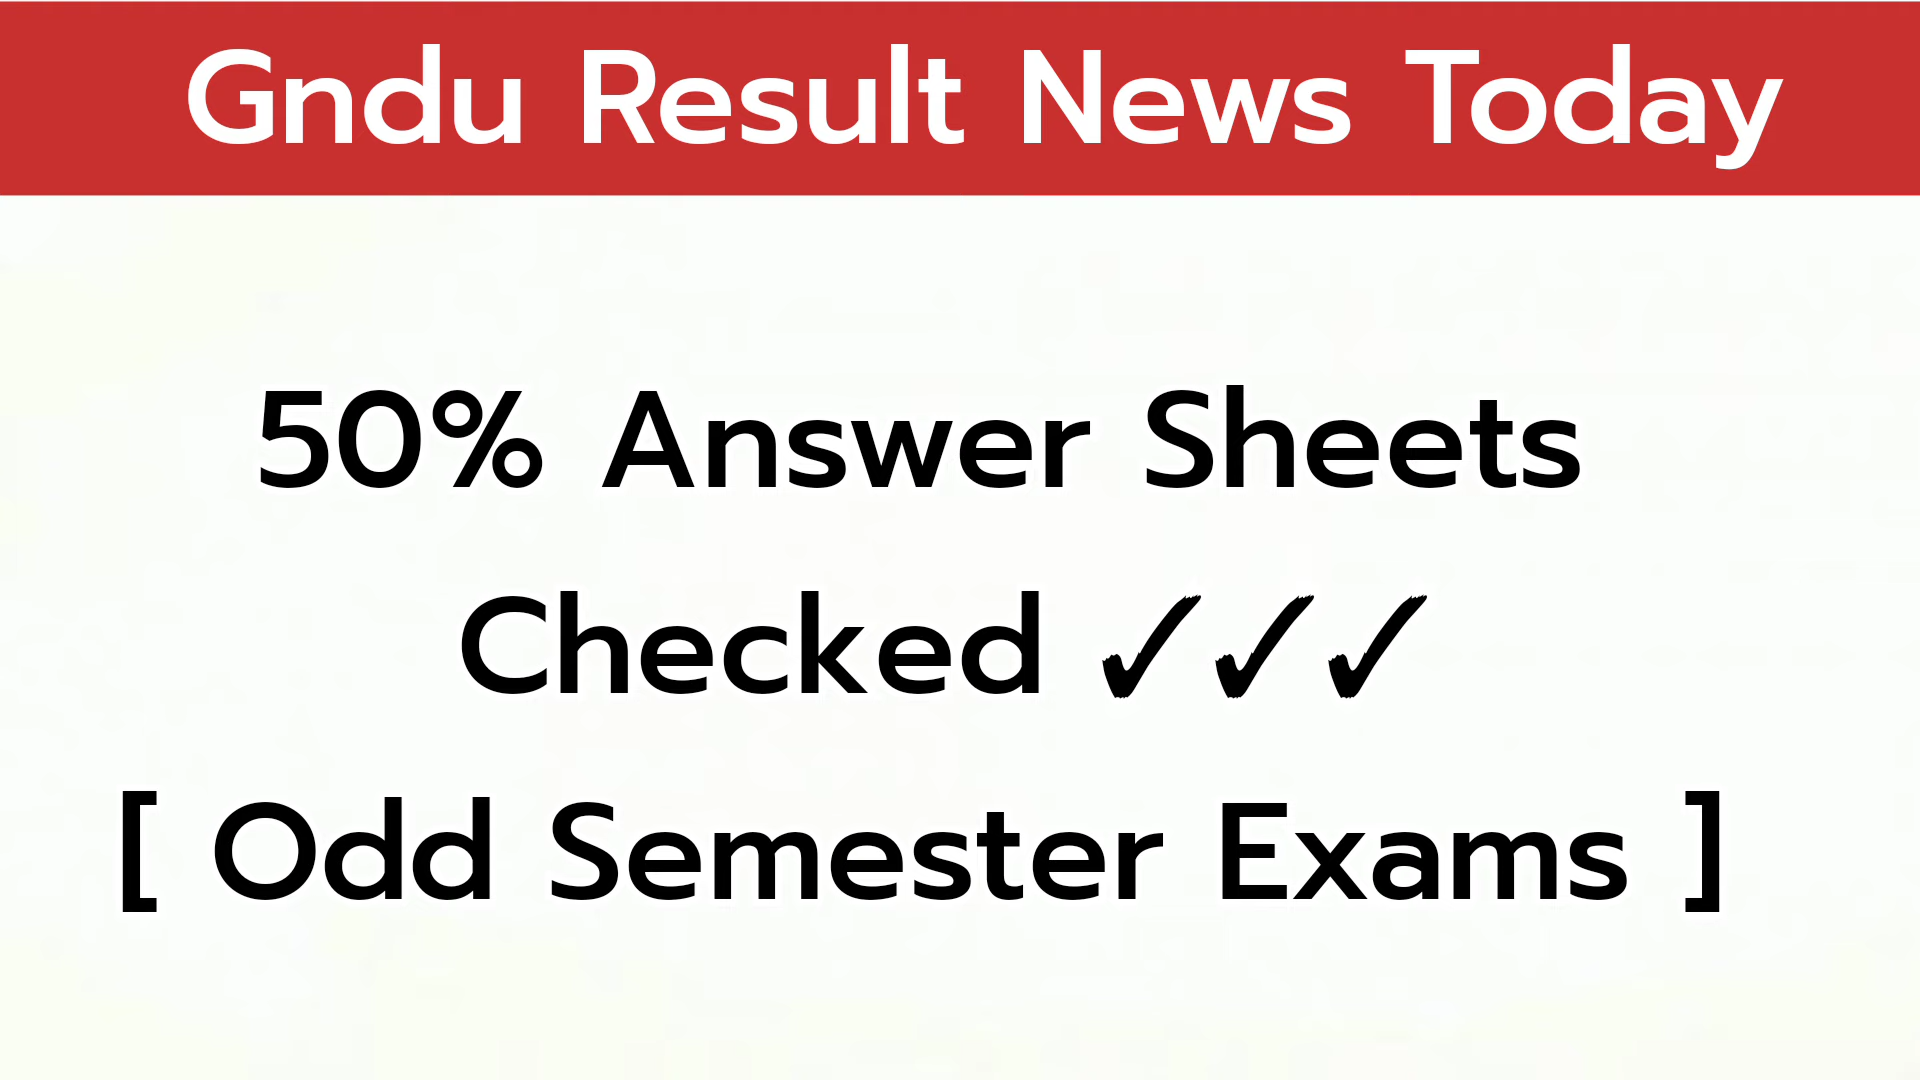 Gndu Result News Today
50% Answer Sheets
Checked ✓✓✓
[ Odd Semester Exams ]